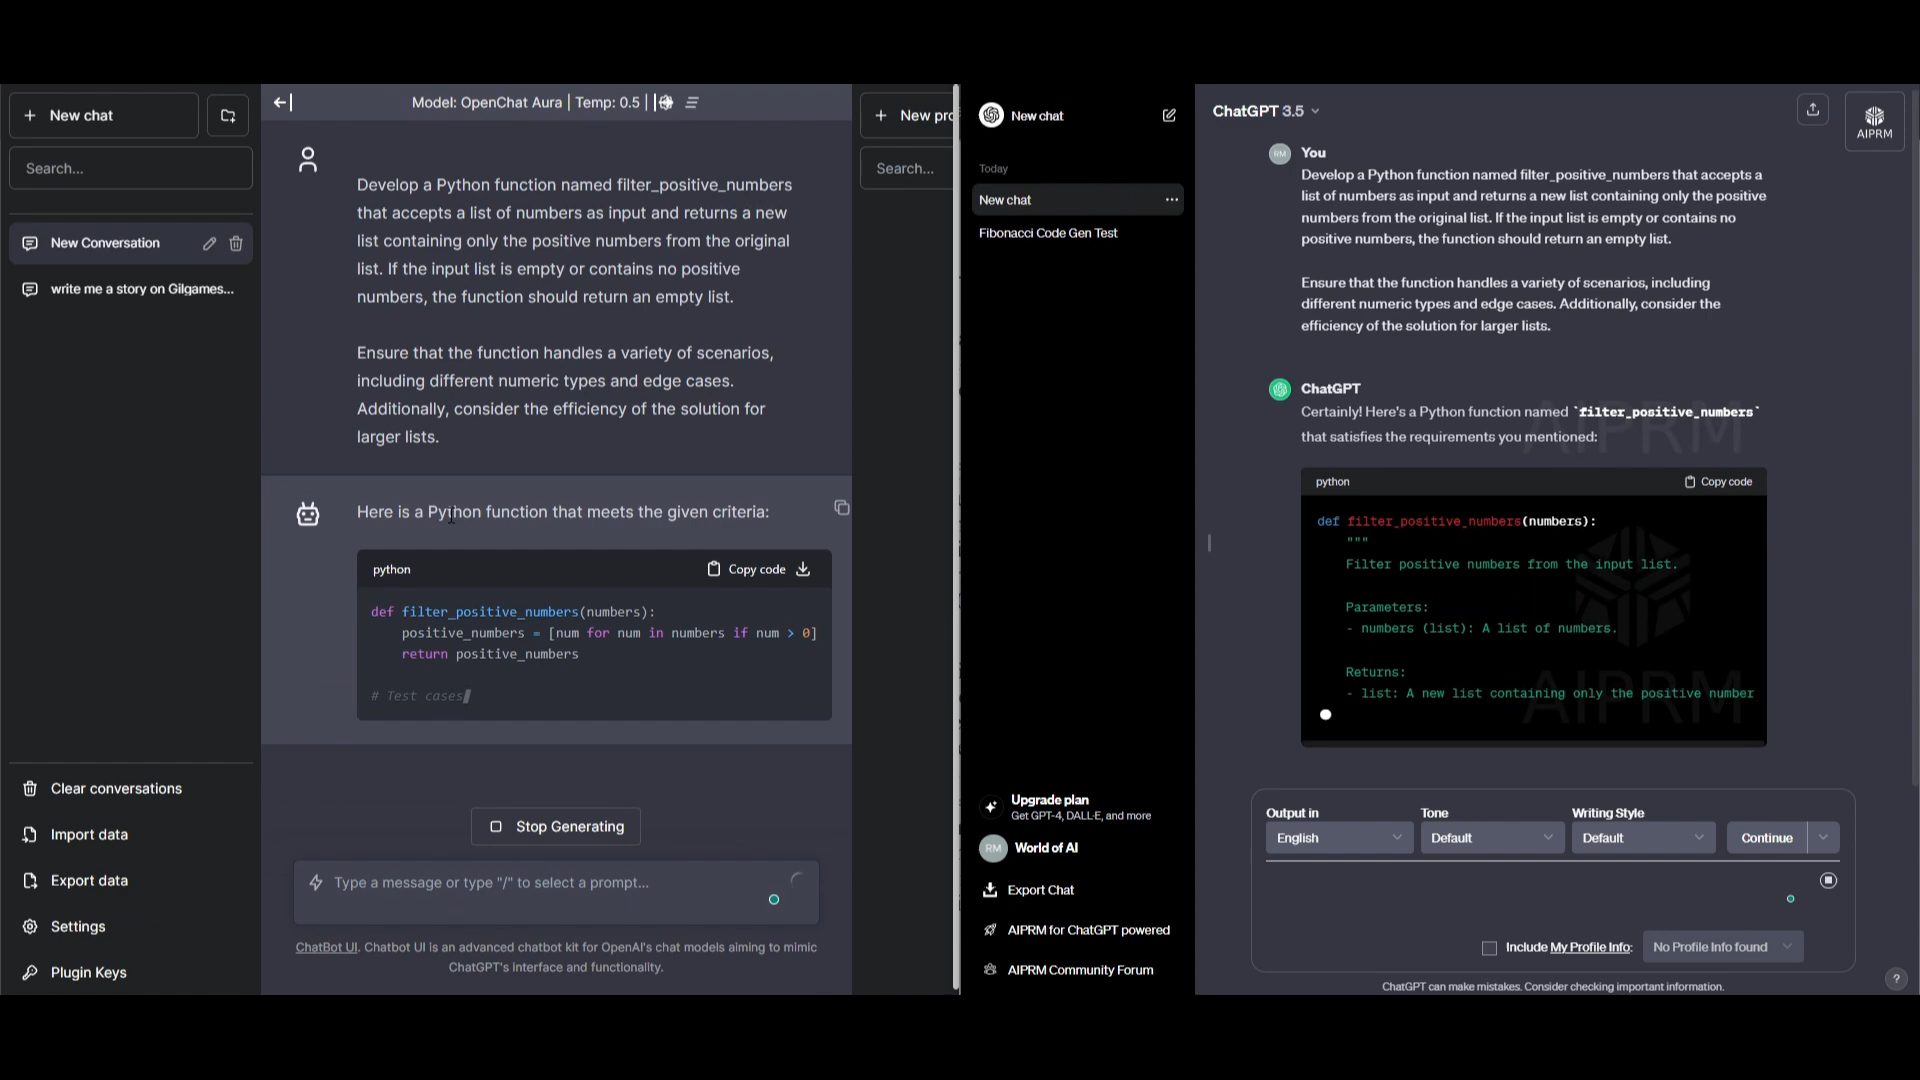 New chat
Search...
New Conversation
write me a story on Gilgames...
Clear conversations
Import data
Export data
Settings
Plugin Keys
Model: OpenChat Aura | Temp: 0.5 |
Develop a Python function named filter_positive_numbers
that accepts a list of numbers as input and returns a new
list containing only the positive numbers from the original
list. If the input list is empty or contains no positive
numbers, the function should return an empty list.
Ensure that the function handles a variety of scenarios,
including different numeric types and edge cases.
Additionally, consider the efficiency of the solution for
larger lists.
Here is a Python function that meets the given criteria:
python
Copy code
def filter_positive_numbers(numbers):
    positive_numbers = [num for num in numbers if num > 0]
    return positive_numbers
# Test cases
Stop Generating
Type a message or type "/" to select a prompt...
ChatBot UI. Chatbot UI is an advanced chatbot kit for OpenAI's chat models aiming to mimic
ChatGPT's interface and functionality.
New pro
Search...
New chat
Today
New chat
Fibonacci Code Gen Test
Upgrade plan
Get GPT-4, DALL·E, and more
RM
World of AI
Export Chat
AIPRM for ChatGPT powered
AIPRM Community Forum
ChatGPT 3.5
AIPRM
RM
You
Develop a Python function named filter_positive_numbers that accepts a
list of numbers as input and returns a new list containing only the positive
numbers from the original list. If the input list is empty or contains no
positive numbers, the function should return an empty list.
Ensure that the function handles a variety of scenarios, including
different numeric types and edge cases. Additionally, consider the
efficiency of the solution for larger lists.
ChatGPT
Certainly! Here's a Python function named `filter_positive_numbers`
that satisfies the requirements you mentioned:
AIPRM
python
Copy code
def filter_positive_numbers(numbers):
    """
    Filter positive numbers from the input list.
    Parameters:
    - numbers (list): A list of numbers.
    Returns:
    - list: A new list containing only the positive number
AIPRM
Output in
Tone
Writing Style
English
Default
Default
Continue
Include My Profile Info:
No Profile Info found
ChatGPT can make mistakes. Consider checking important information.
?